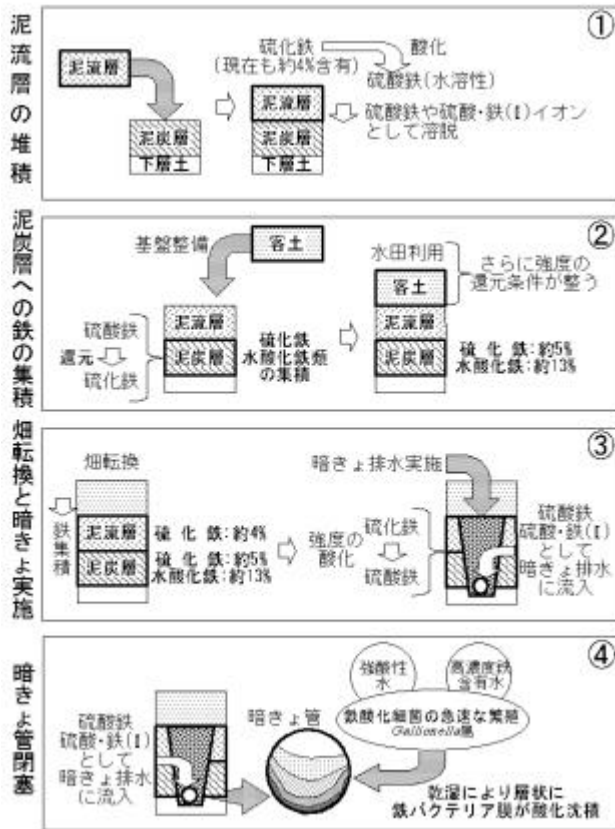 泥流層の堆積
①
泥流層
泥炭層
下層土
泥流層
泥炭層
下層土
硫化鉄
(現在も約4%含有)
酸化
硫酸鉄(水溶性)
硫酸鉄や硫酸・鉄(Ⅱ)イオン
として溶脱
泥炭層への鉄の集積
②
基盤整備
客土
硫酸鉄
還元
硫化鉄
泥流層
泥炭層
硫化鉄
水酸化鉄類
の集積
水田利用
客土
泥流層
泥炭層
さらに強度の
還元条件が整う
硫化鉄:約5%
水酸化鉄:約13%
畑転換と暗きょ実施
③
畑転換
鉄集積
泥流層
泥炭層
硫化鉄:約4%
硫化鉄:約5%
水酸化鉄:約13%
暗きょ排水実施
強度の
酸化
硫化鉄
硫酸鉄
硫酸鉄
硫酸・鉄(Ⅱ)
として
暗きょ排水
に流入
暗きょ管閉塞
④
硫酸鉄
硫酸・鉄(Ⅱ)
として
暗きょ排水
に流入
暗きょ管
強酸性
水
高濃度鉄
含有水
鉄酸化細菌の急速な繁殖
Gallionella属
乾湿により層状に
鉄バクテリア膜が酸化沈積